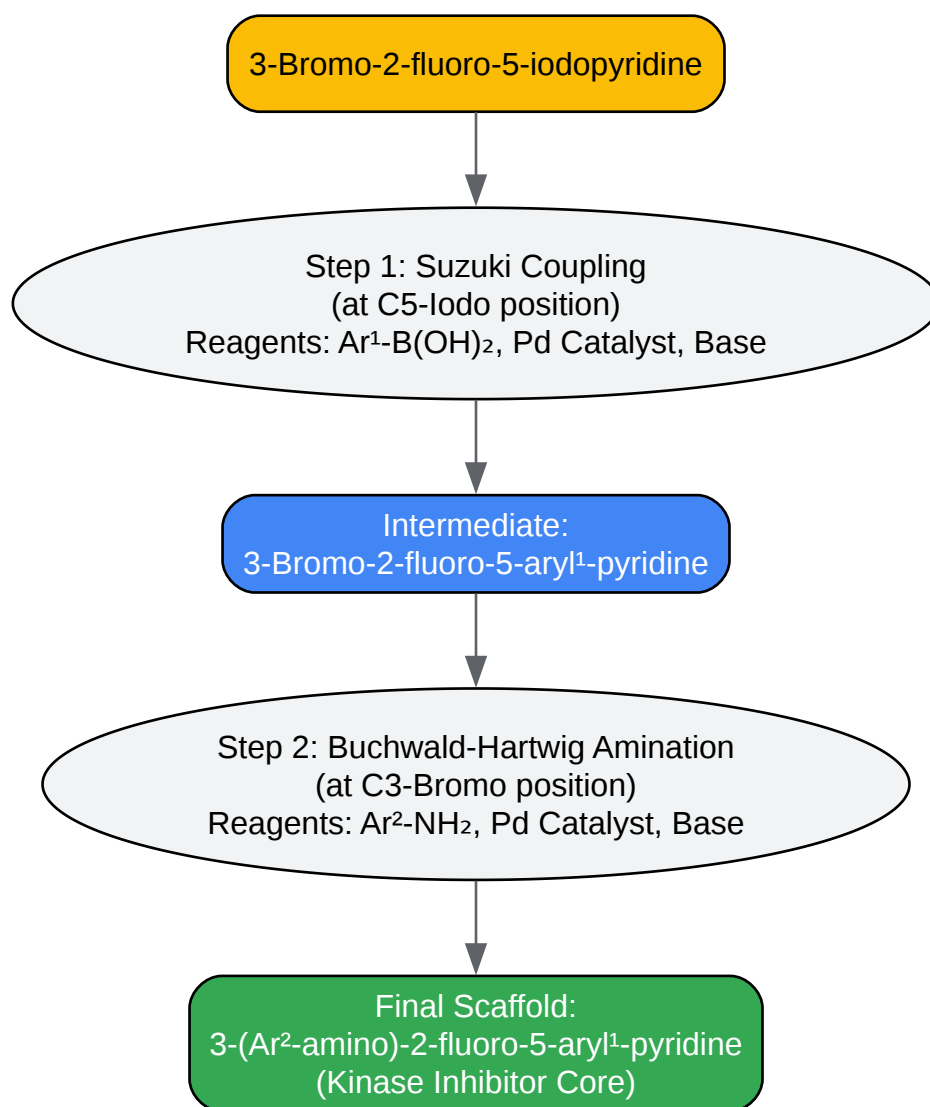 3-Bromo-2-fluoro-5-iodopyridine
Step 1: Suzuki Coupling
(at C5-Iodo position)
Reagents: Ar¹-B(OH)₂, Pd Catalyst, Base
Intermediate:
3-Bromo-2-fluoro-5-aryl¹-pyridine
Step 2: Buchwald-Hartwig Amination
(at C3-Bromo position)
Reagents: Ar²-NH₂, Pd Catalyst, Base
Final Scaffold:
3-(Ar²-amino)-2-fluoro-5-aryl¹-pyridine
(Kinase Inhibitor Core)